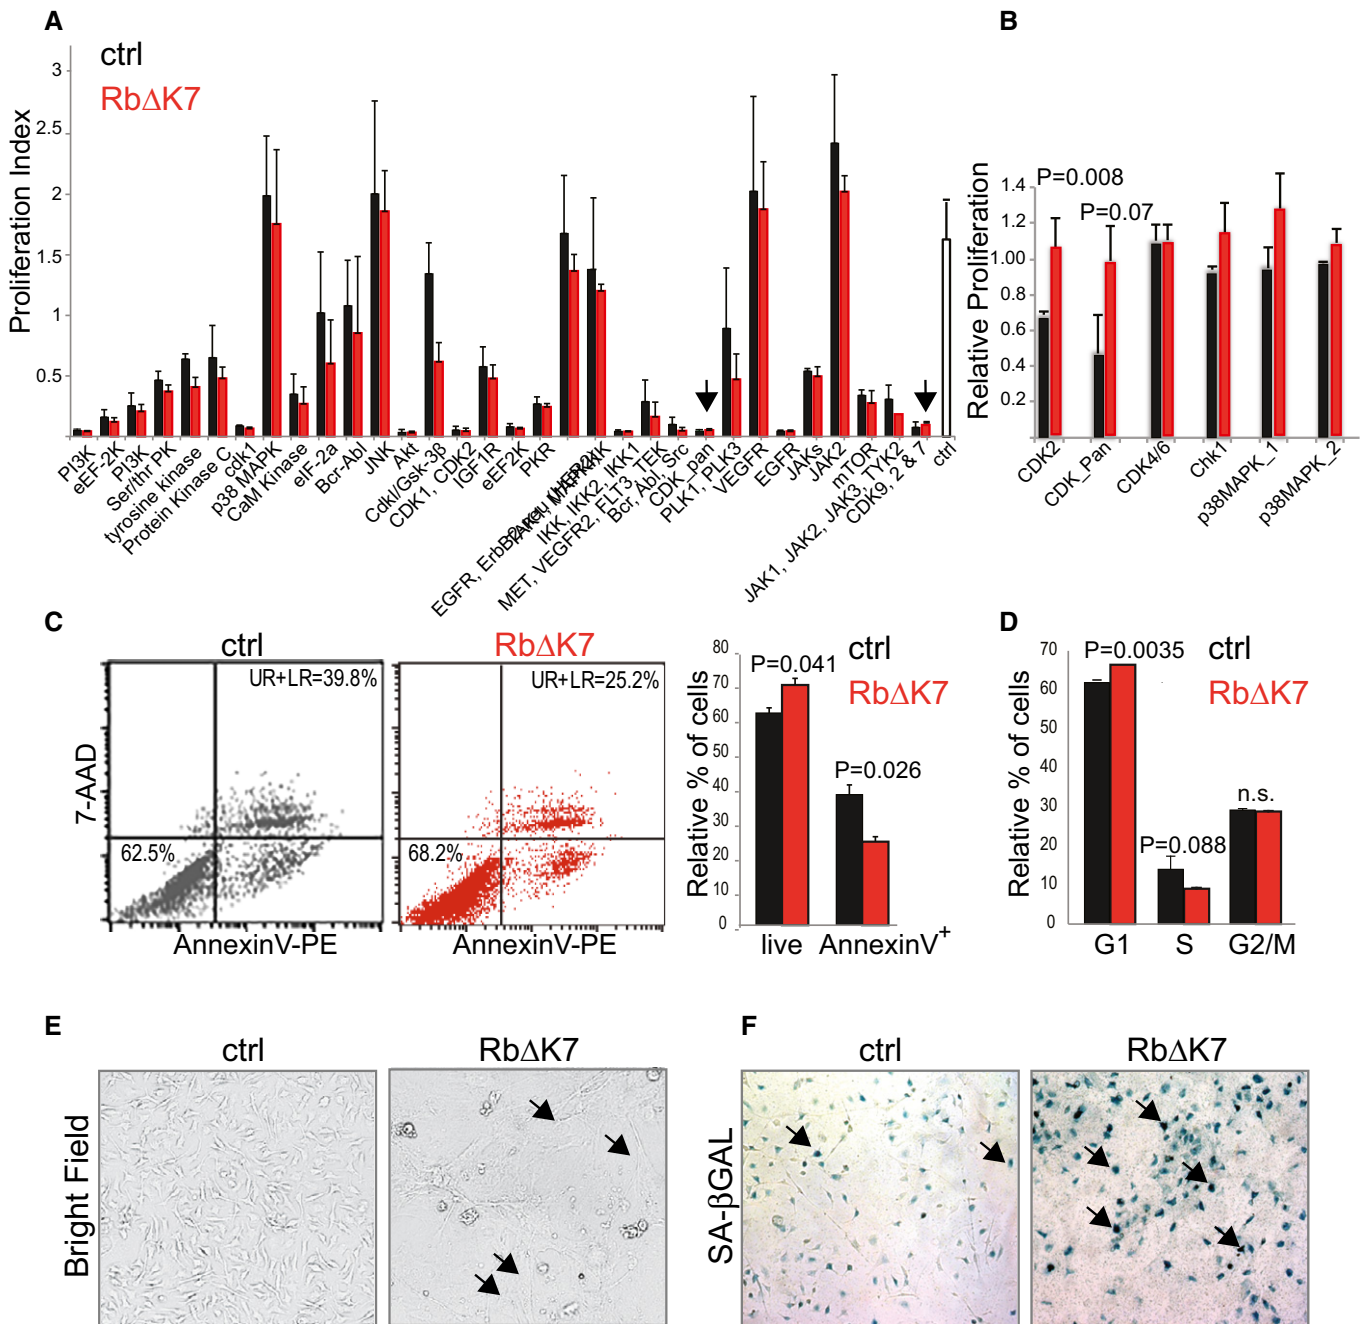 A
ctrl
RbΔK7
Proliferation Index
3
2.5
2
1.5
1
0.5
PI3K
eEF-2K
PI3K
Ser/thr PK
tyrosine kinase
Protein Kinase C
cdk1
p38 MAPK
CaM Kinase
eIF-2a
Bcr-Abl
JNK
Akt
CdkI/Gsk-3β
CDK1, CDK2
IGF1R
eEF2K
PKR
EGFR, ErbB2
IKK, IKK2, IKK1
MET, VEGFR2, FLT3, TEK
Bcr, Abl, Src
CDK_pan
PLK1, PLK3
VEGFR
EGFR
JAKs
JAK2
mTOR
JAK1, JAK2, JAK3, TYK2
CDK9, 2 & 7
ctrl
B
Relative Proliferation
1.4
1.2
1.00
0.8
0.6
0.4
0.2
P=0.008
P=0.07
CDK2
CDK_Pan
CDK4/6
Chk1
p38MAPK_1
p38MAPK_2
C
ctrl
UR+LR=39.8%
62.5%
7-AAD
AnnexinV-PE
RbΔK7
UR+LR=25.2%
68.2%
AnnexinV-PE
Relative % of cells
80
70
60
50
40
30
20
10
0
P=0.041
P=0.026
ctrl
RbΔK7
live
AnnexinV+
D
Relative % of cells
70
60
50
40
30
20
10
0
P=0.0035
P=0.088
n.s.
ctrl
RbΔK7
G1
S
G2/M
E
ctrl
RbΔK7
Bright Field
F
ctrl
RbΔK7
SA-βGAL